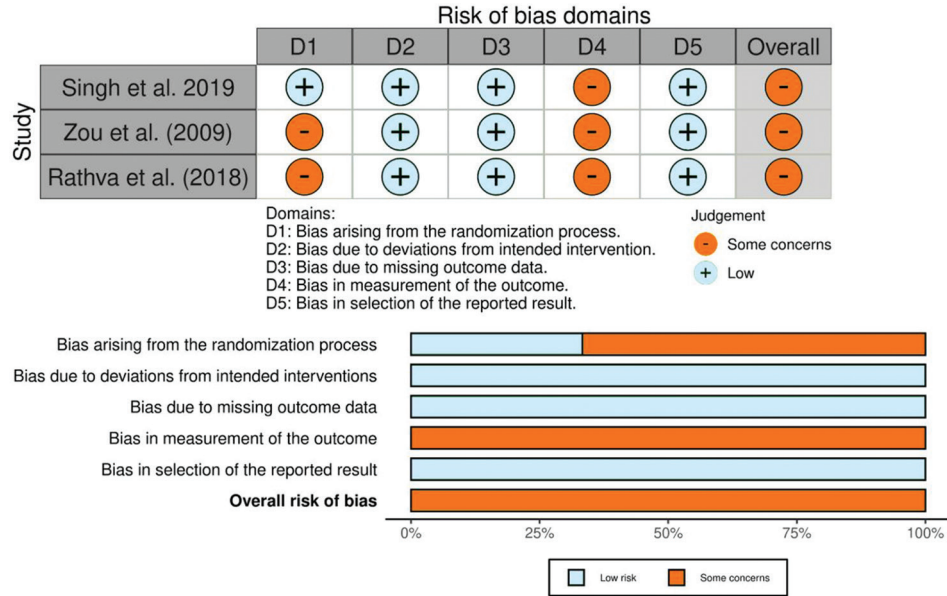 Risk of bias domains
D1 D2 D3 D4 D5 Overall
Study
Singh et al. 2019 + + + - + -
Zou et al. (2009) - + + - + -
Rathva et al. (2018) - + + - + -
Domains:
D1: Bias arising from the randomization process.
D2: Bias due to deviations from intended intervention.
D3: Bias due to missing outcome data.
D4: Bias in measurement of the outcome.
D5: Bias in selection of the reported result.
Judgement
- Some concerns
+ Low
Bias arising from the randomization process
Bias due to deviations from intended interventions
Bias due to missing outcome data
Bias in measurement of the outcome
Bias in selection of the reported result
Overall risk of bias
0% 25% 50% 75% 100%
Low risk Some concerns